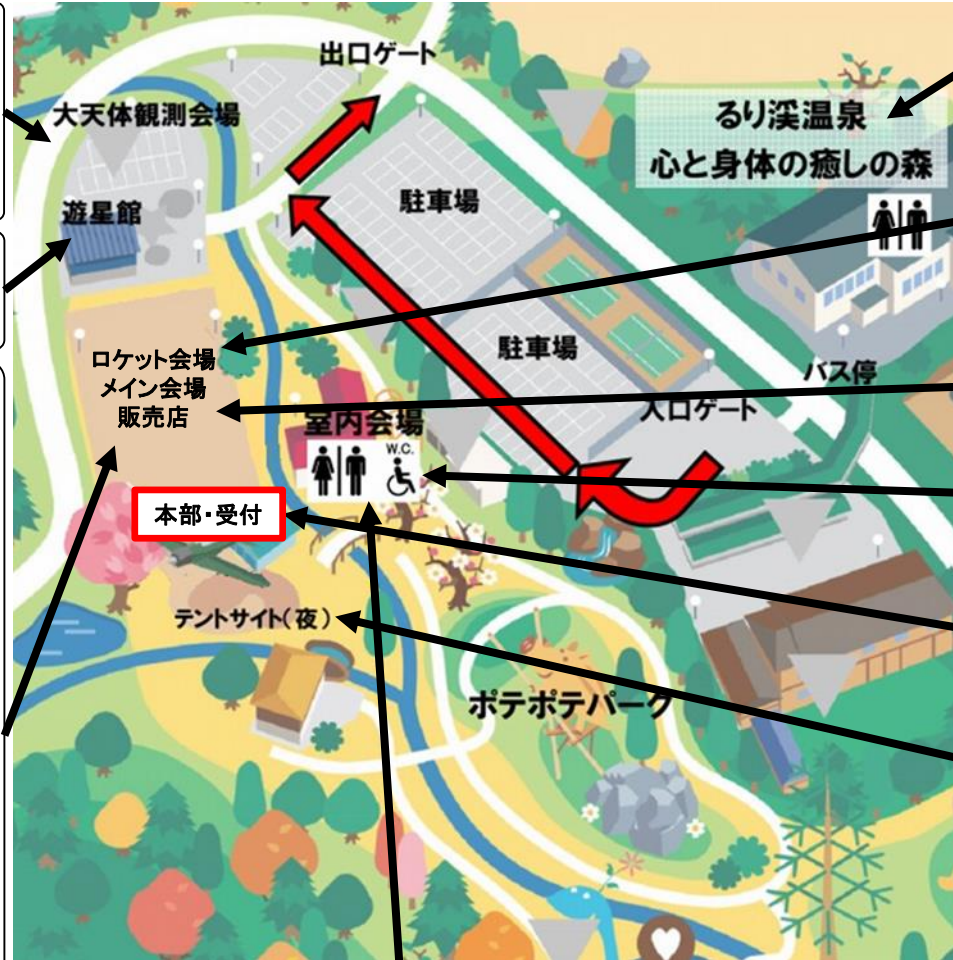 出口ゲート
大天体観測会場
るり渓温泉
心と身体の癒しの森
駐車場
遊星館
駐車場
ロケット会場
メイン会場
販売店
バス停
入口ゲート
室内会場
W.C.
本部・受付
テントサイト(夜)
ポテポテパーク